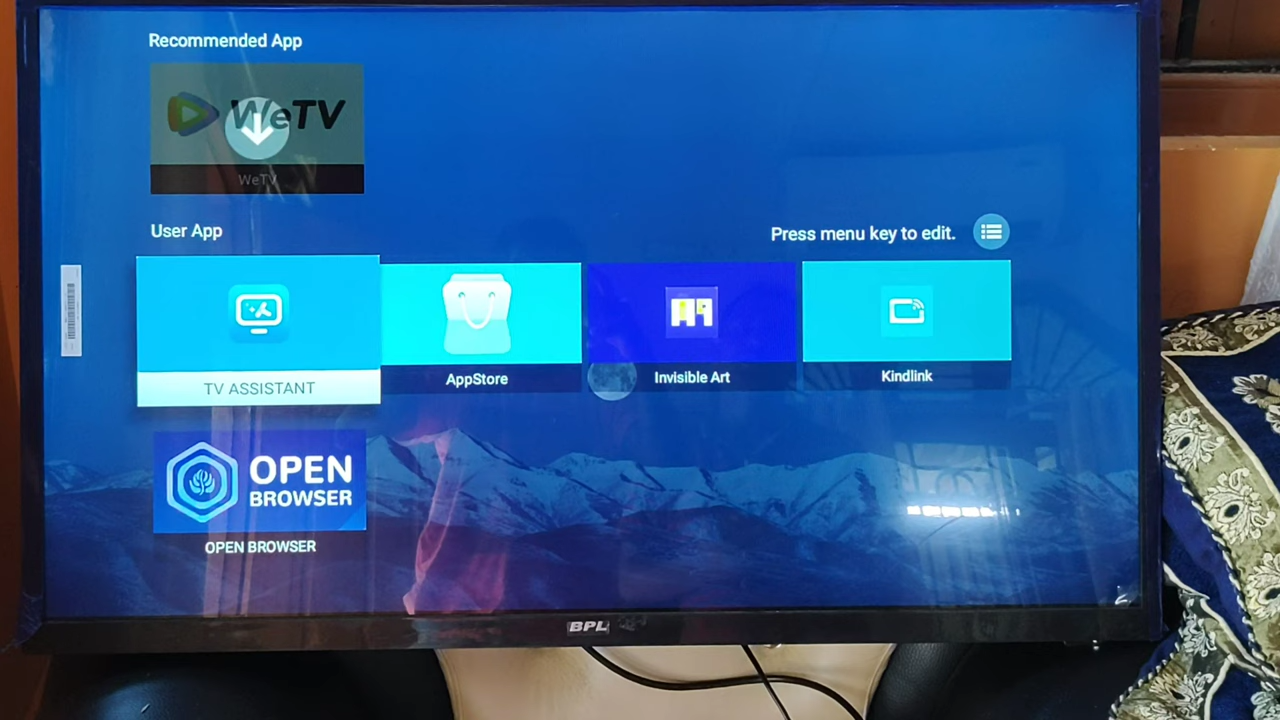 Recommended App
WeTV
WeTV
User App
Press menu key to edit.
TV ASSISTANT
AppStore
Invisible Art
Kindlink
OPEN
BROWSER
OPEN BROWSER
BPL